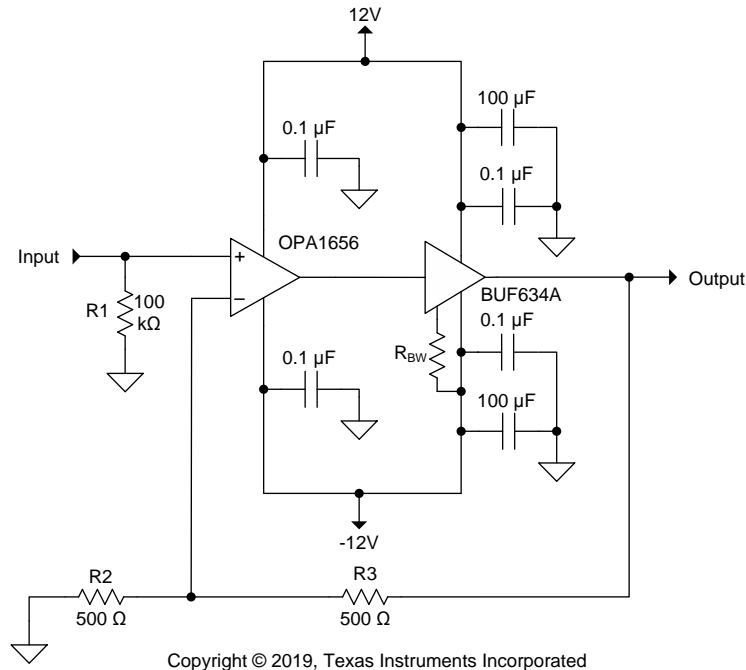 12V
100 µF
0.1 µF
0.1 µF
OPA1656
Input
+
−
R1
100
kΩ
BUF634A
Output
0.1 µF
R_BW
0.1 µF
100 µF
-12V
R2
500 Ω
R3
500 Ω
Copyright © 2019, Texas Instruments Incorporated